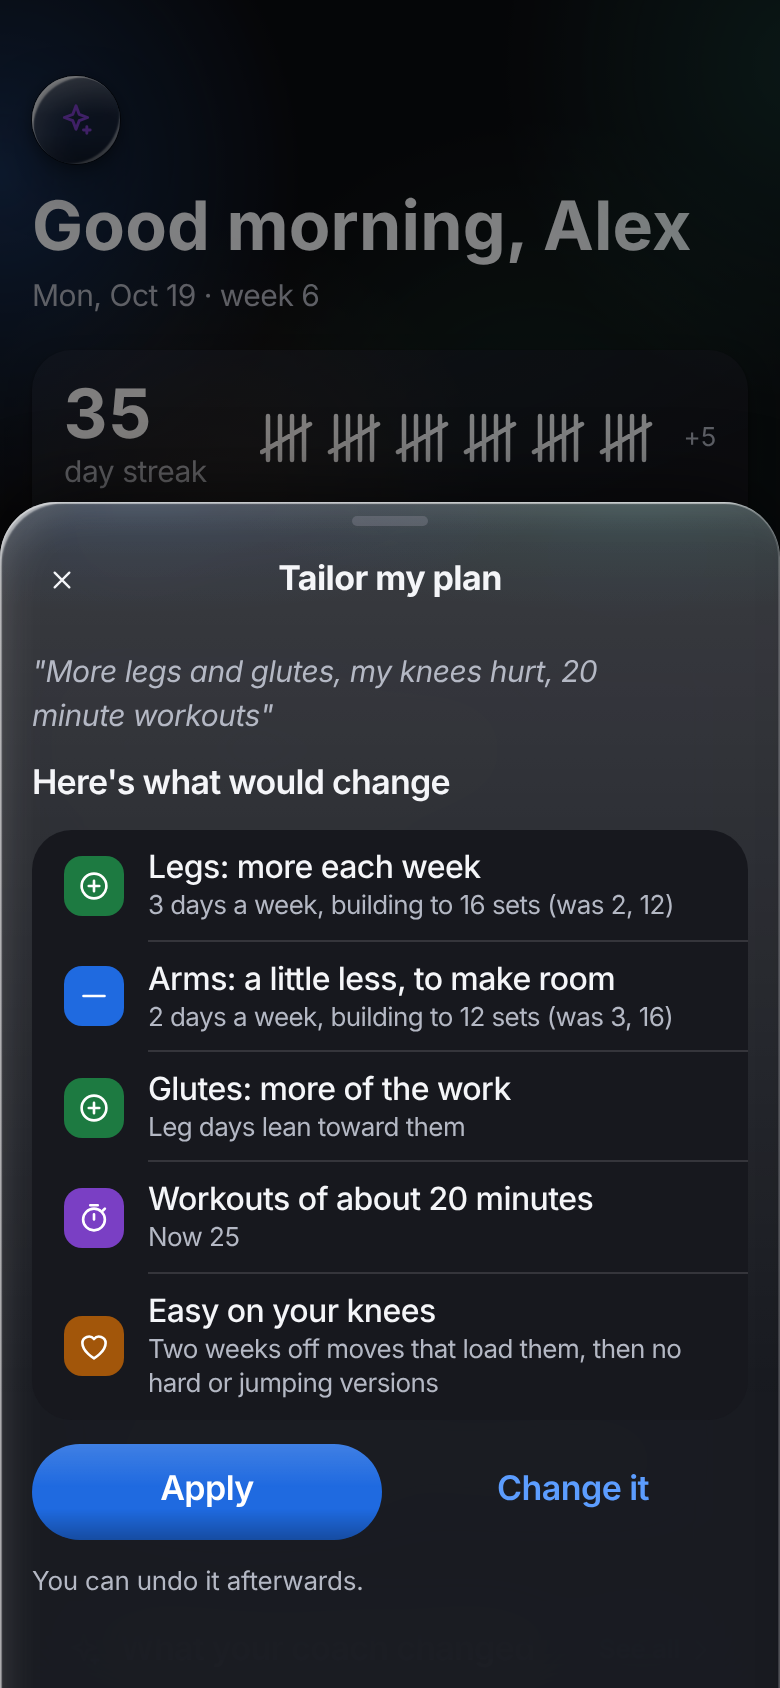 Good morning, Alex
Mon, Oct 19 · week 6
35
day streak
+5
Tailor my plan
"More legs and glutes, my knees hurt, 20
minute workouts"
Here's what would change
Legs: more each week
3 days a week, building to 16 sets (was 2, 12)
Arms: a little less, to make room
2 days a week, building to 12 sets (was 3, 16)
Glutes: more of the work
Leg days lean toward them
Workouts of about 20 minutes
Now 25
Easy on your knees
Two weeks off moves that load them, then no
hard or jumping versions
Apply
Change it
You can undo it afterwards.